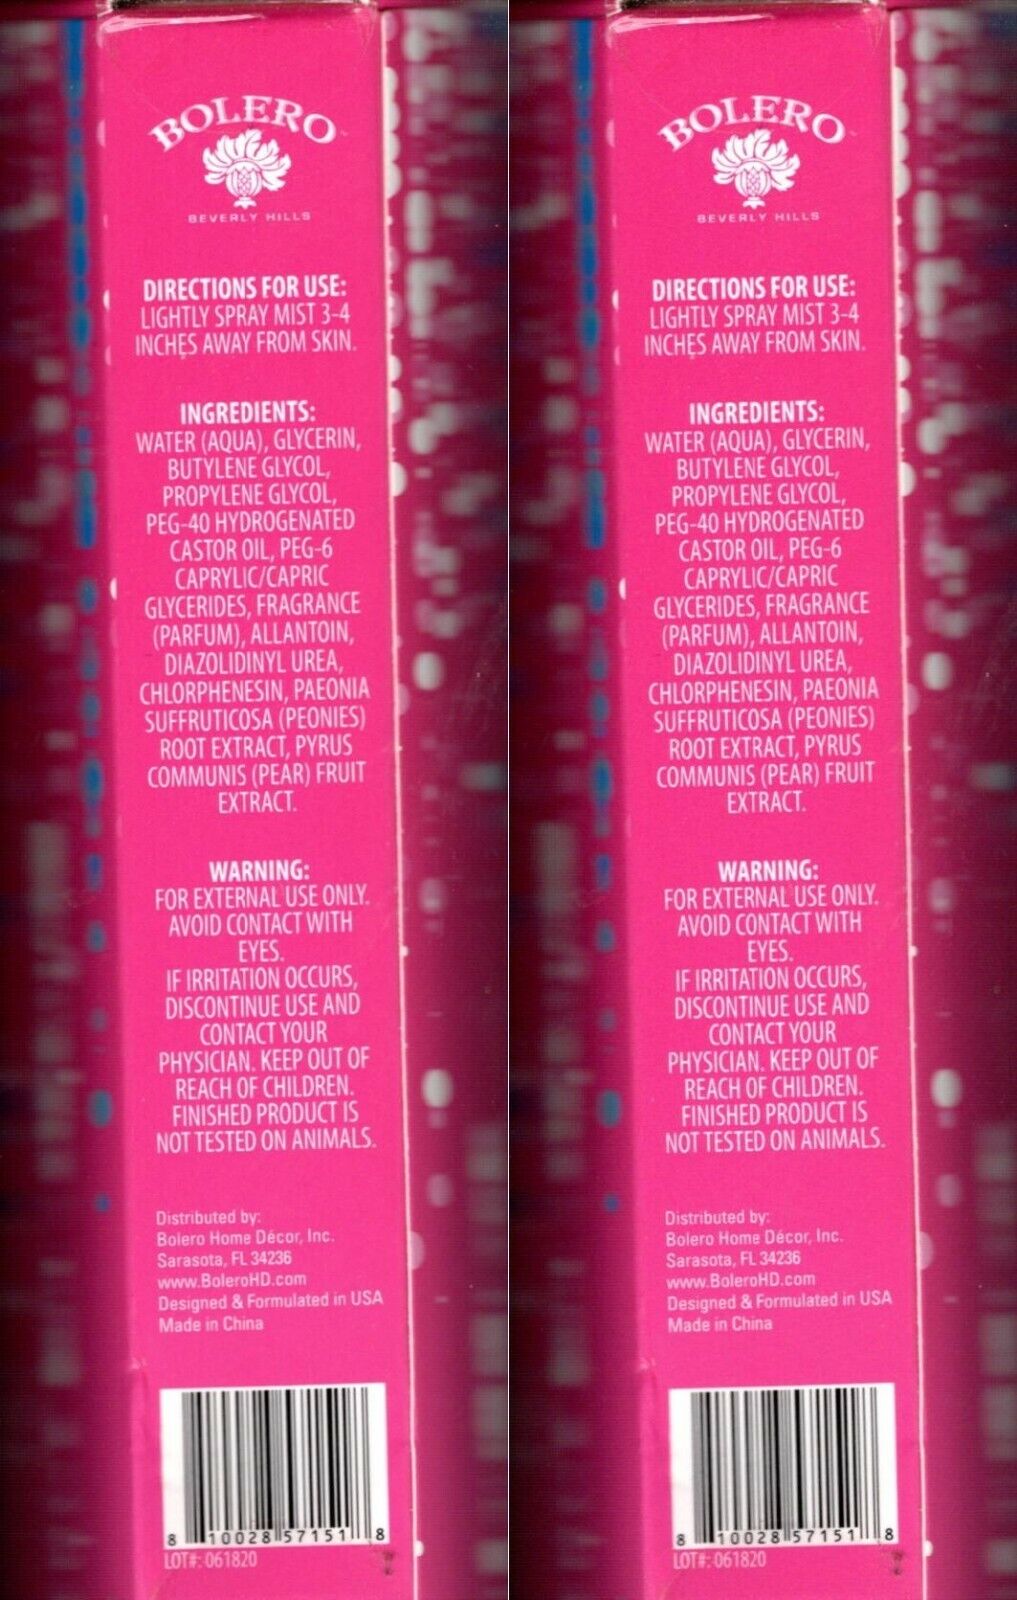 BOLERO
BEVERLY HILLS
DIRECTIONS FOR USE:
LIGHTLY SPRAY MIST 3-4
INCHES AWAY FROM SKIN.
INGREDIENTS:
WATER (AQUA), GLYCERIN,
BUTYLENE GLYCOL,
PROPYLENE GLYCOL,
PEG-40 HYDROGENATED
CASTOR OIL, PEG-6
CAPRYLIC/CAPRIC
GLYCERIDES, FRAGRANCE
(PARFUM), ALLANTOIN,
DIAZOLIDINYL UREA,
CHLORPHENESIN, PAEONIA
SUFFRUTICOSA (PEONIES)
ROOT EXTRACT, PYRUS
COMMUNIS (PEAR) FRUIT
EXTRACT.
WARNING:
FOR EXTERNAL USE ONLY.
AVOID CONTACT WITH
EYES.
IF IRRITATION OCCURS,
DISCONTINUE USE AND
CONTACT YOUR
PHYSICIAN. KEEP OUT OF
REACH OF CHILDREN.
FINISHED PRODUCT IS
NOT TESTED ON ANIMALS.
Distributed by:
Bolero Home Décor, Inc.
Sarasota, FL 34236
www.BoleroHD.com
Designed & Formulated in USA
Made in China
8 10028 57151 8
LOT#: 061820
BOLERO
BEVERLY HILLS
DIRECTIONS FOR USE:
LIGHTLY SPRAY MIST 3-4
INCHES AWAY FROM SKIN.
INGREDIENTS:
WATER (AQUA), GLYCERIN,
BUTYLENE GLYCOL,
PROPYLENE GLYCOL,
PEG-40 HYDROGENATED
CASTOR OIL, PEG-6
CAPRYLIC/CAPRIC
GLYCERIDES, FRAGRANCE
(PARFUM), ALLANTOIN,
DIAZOLIDINYL UREA,
CHLORPHENESIN, PAEONIA
SUFFRUTICOSA (PEONIES)
ROOT EXTRACT, PYRUS
COMMUNIS (PEAR) FRUIT
EXTRACT.
WARNING:
FOR EXTERNAL USE ONLY.
AVOID CONTACT WITH
EYES.
IF IRRITATION OCCURS,
DISCONTINUE USE AND
CONTACT YOUR
PHYSICIAN. KEEP OUT OF
REACH OF CHILDREN.
FINISHED PRODUCT IS
NOT TESTED ON ANIMALS.
Distributed by:
Bolero Home Décor, Inc.
Sarasota, FL 34236
www.BoleroHD.com
Designed & Formulated in USA
Made in China
8 10028 57151 8
LOT#: 061820